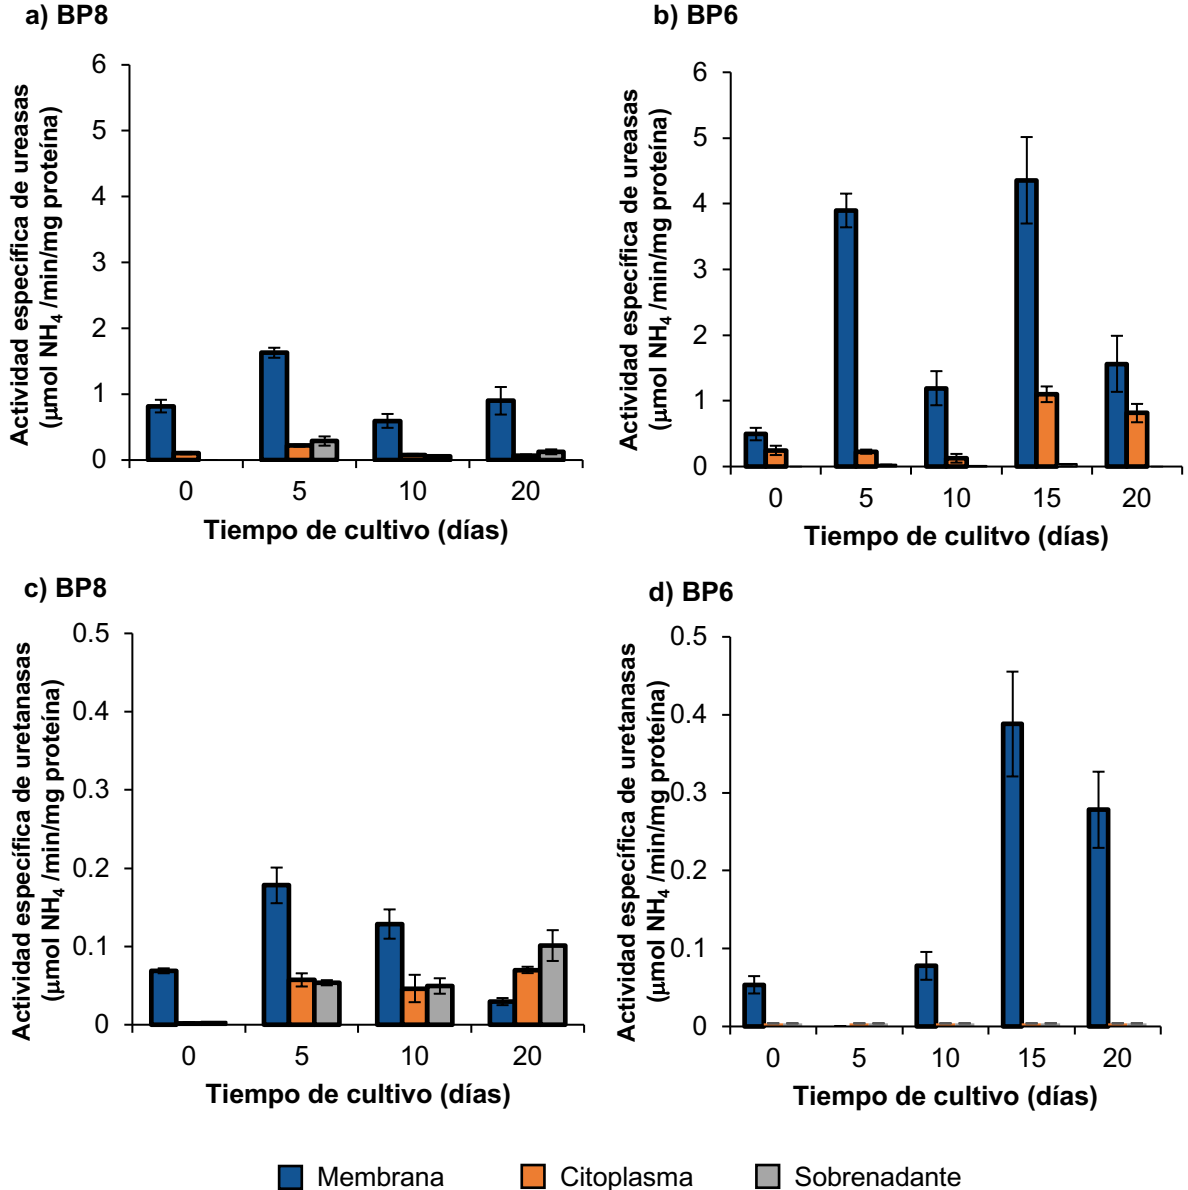 a) BP8
Actividad específica de ureasas
(µmol NH4 /min/mg proteína)
6
5
4
3
2
1
0
0 5 10 20
Tiempo de cultivo (días)
b) BP6
Actividad específica de ureasas
(µmol NH4 /min/mg proteína)
6
5
4
3
2
1
0
0 5 10 15 20
Tiempo de culitvo (días)
c) BP8
Actividad específica de uretanasas
(µmol NH4 /min/mg proteína)
0.5
0.4
0.3
0.2
0.1
0
0 5 10 20
Tiempo de cultivo (días)
d) BP6
Actividad específica de uretanasas
(µmol NH4 /min/mg proteína)
0.5
0.4
0.3
0.2
0.1
0
0 5 10 15 20
Tiempo de cultivo (días)
Membrana Citoplasma Sobrenadante